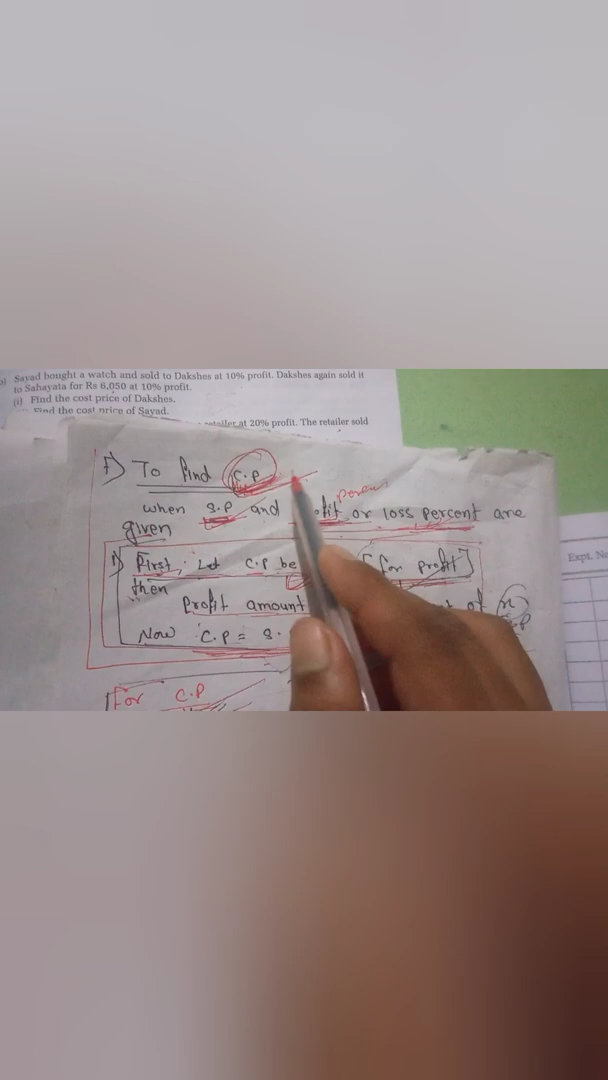 Sayad bought a watch and sold to Dakshes at 10% profit. Dakshes again sold it
to Sahayata for Rs 6,050 at 10% profit.
(i) Find the cost price of Dakshes.
Find the cost price of Sayad.
at 20% profit. The retailer sold
To find C.P
when S.P and or loss percent are
given
Expt. No
1) First, Let C.P be [for profit]
then
Profit amount of (x)
Now C.P = S.
For C.P